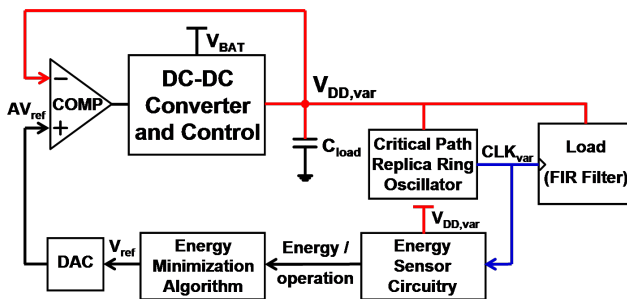 V_BAT
COMP
DC-DC
Converter
and Control
V_DD,var
AV_ref
C_load
Critical Path
Replica Ring
Oscillator
CLK_var
Load
(FIR Filter)
V_DD,var
DAC
V_ref
Energy
Minimization
Algorithm
Energy /
operation
Energy
Sensor
Circuitry